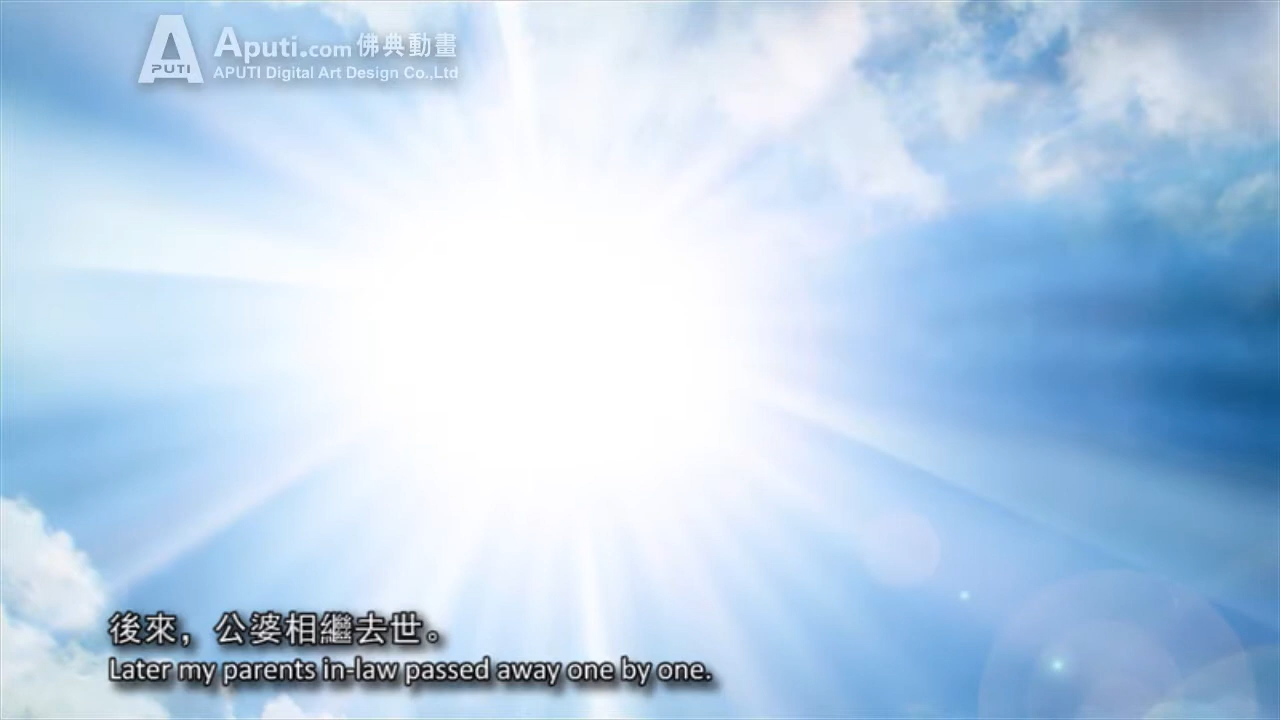 Aputi.com 佛典動畫
PUTI
APUTI Digital Art Design Co.,Ltd
後來，公婆相繼去世。
Later my parents in-law passed away one by one.